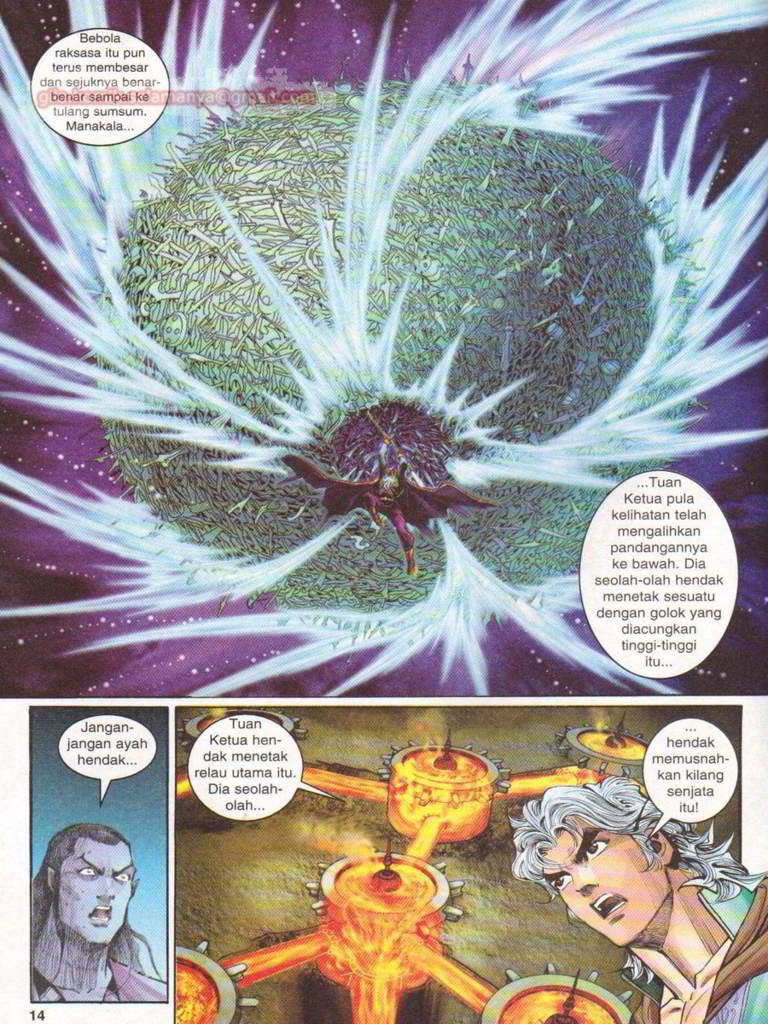 Bebola
raksasa itu pun
terus membesar
dan sejuknya benar-
benar sampai ke
tulang sumsum.
Manakala...
...Tuan
Ketua pula
kelihatan telah
mengalihkan
pandangannya
ke bawah. Dia
seolah-olah hendak
menetak sesuatu
dengan golok yang
diacungkan
tinggi-tinggi
itu...
Jangan-
jangan ayah
hendak...
Tuan
Ketua hen-
dak menetak
relau utama itu.
Dia seolah-
olah...
...
hendak
memusnah-
kan kilang
senjata
itu!
14